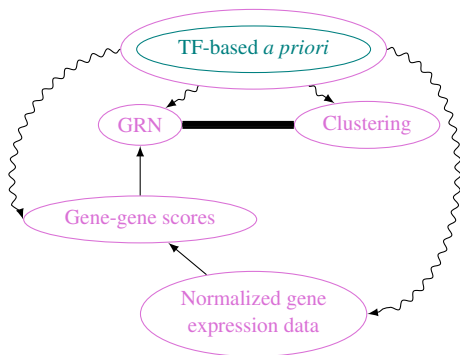 TF-based a priori
GRN
Clustering
Gene-gene scores
Normalized gene
expression data